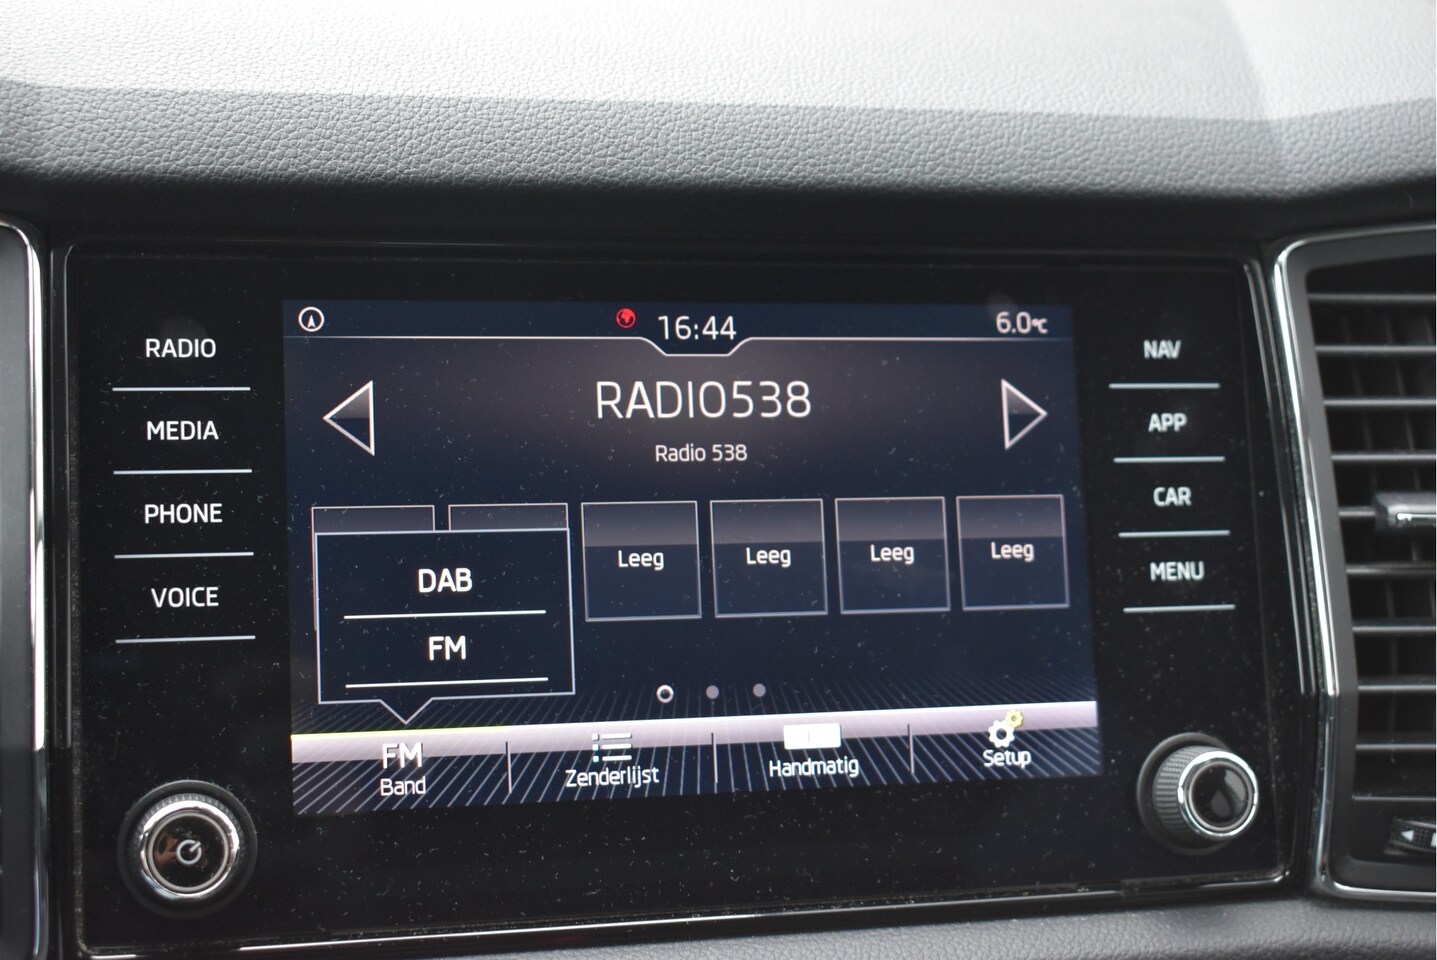 16:44
6.0°C
RADIO
MEDIA
PHONE
VOICE
RADIO538
Radio 538
DAB
FM
Leeg
Leeg
Leeg
Leeg
FM
Band
Zenderlijst
Handmatig
Setup
NAV
APP
CAR
MENU